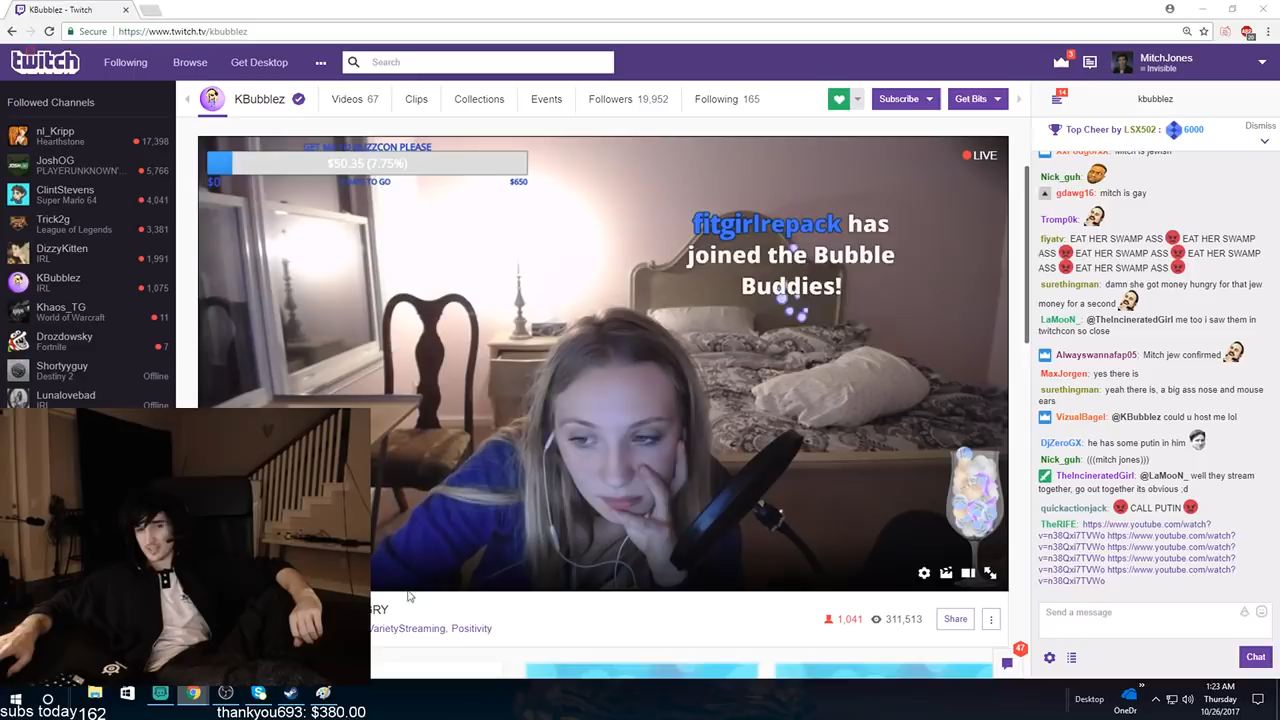 KBubblez - Twitch
Secure
https://www.twitch.tv/kbubblez
twitch
Following
Browse
Get Desktop
...
Search
3
MitchJones
Invisible
Followed Channels
nl_Kripp
Hearthstone
17,398
JoshOG
PLAYERUNKNOWN'...
5,766
ClintStevens
Super Mario 64
4,041
Trick2g
League of Legends
3,381
DizzyKitten
IRL
1,991
KBubblez
IRL
1,075
Khaos_TG
World of Warcraft
11
Drozdowsky
Fortnite
7
Shortyyguy
Destiny 2
Offline
Lunalovebad
IRL
Offline
KBubblez
Videos 67
Clips
Collections
Events
Followers 19,952
Following 165
Subscribe
Get Bits
$50.35 (7.75%)
$0
$650
LIVE
fitgirlrepack has
joined the Bubble
Buddies!
GRY
VarietyStreaming, Positivity
1,041
311,513
Share
47
14
kbubblez
Top Cheer by LSX502 : 6000
Dismiss
Nick_guh:
gdawg16: mitch is gay
Tromp0k:
fiyatv: EAT HER SWAMP ASS EAT HER SWAMP
ASS EAT HER SWAMP ASS EAT HER SWAMP
ASS EAT HER SWAMP ASS
surethingman: damn she got money hungry for that jew
money for a second
LaMooN_: @TheIncineratedGirl me too i saw them in
twitchcon so close
Alwayswannafap05: Mitch jew confirmed
MaxJorgen: yes there is
surethingman: yeah there is, a big ass nose and mouse
ears
VizualBagel: @KBubblez could u host me lol
DjZeroGX: he has some putin in him
Nick_guh: (((mitch jones)))
TheIncineratedGirl: @LaMooN_ well they stream
together, go out together its obvious ;d
quickactionjack: CALL PUTIN
TheRIFE: https://www.youtube.com/watch?
v=n38Qxi7TVWo https://www.youtube.com/watch?
v=n38Qxi7TVWo https://www.youtube.com/watch?
v=n38Qxi7TVWo https://www.youtube.com/watch?
v=n38Qxi7TVWo
Send a message
Chat
subs today 162
thankyou693: $380.00
Desktop
OneDr
1:23 AM
Thursday
10/26/2017